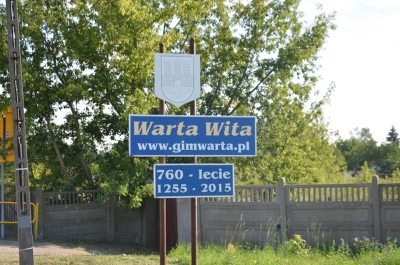 Warta Wita
www.gimwarta.pl
760 - lecie
1255 - 2015